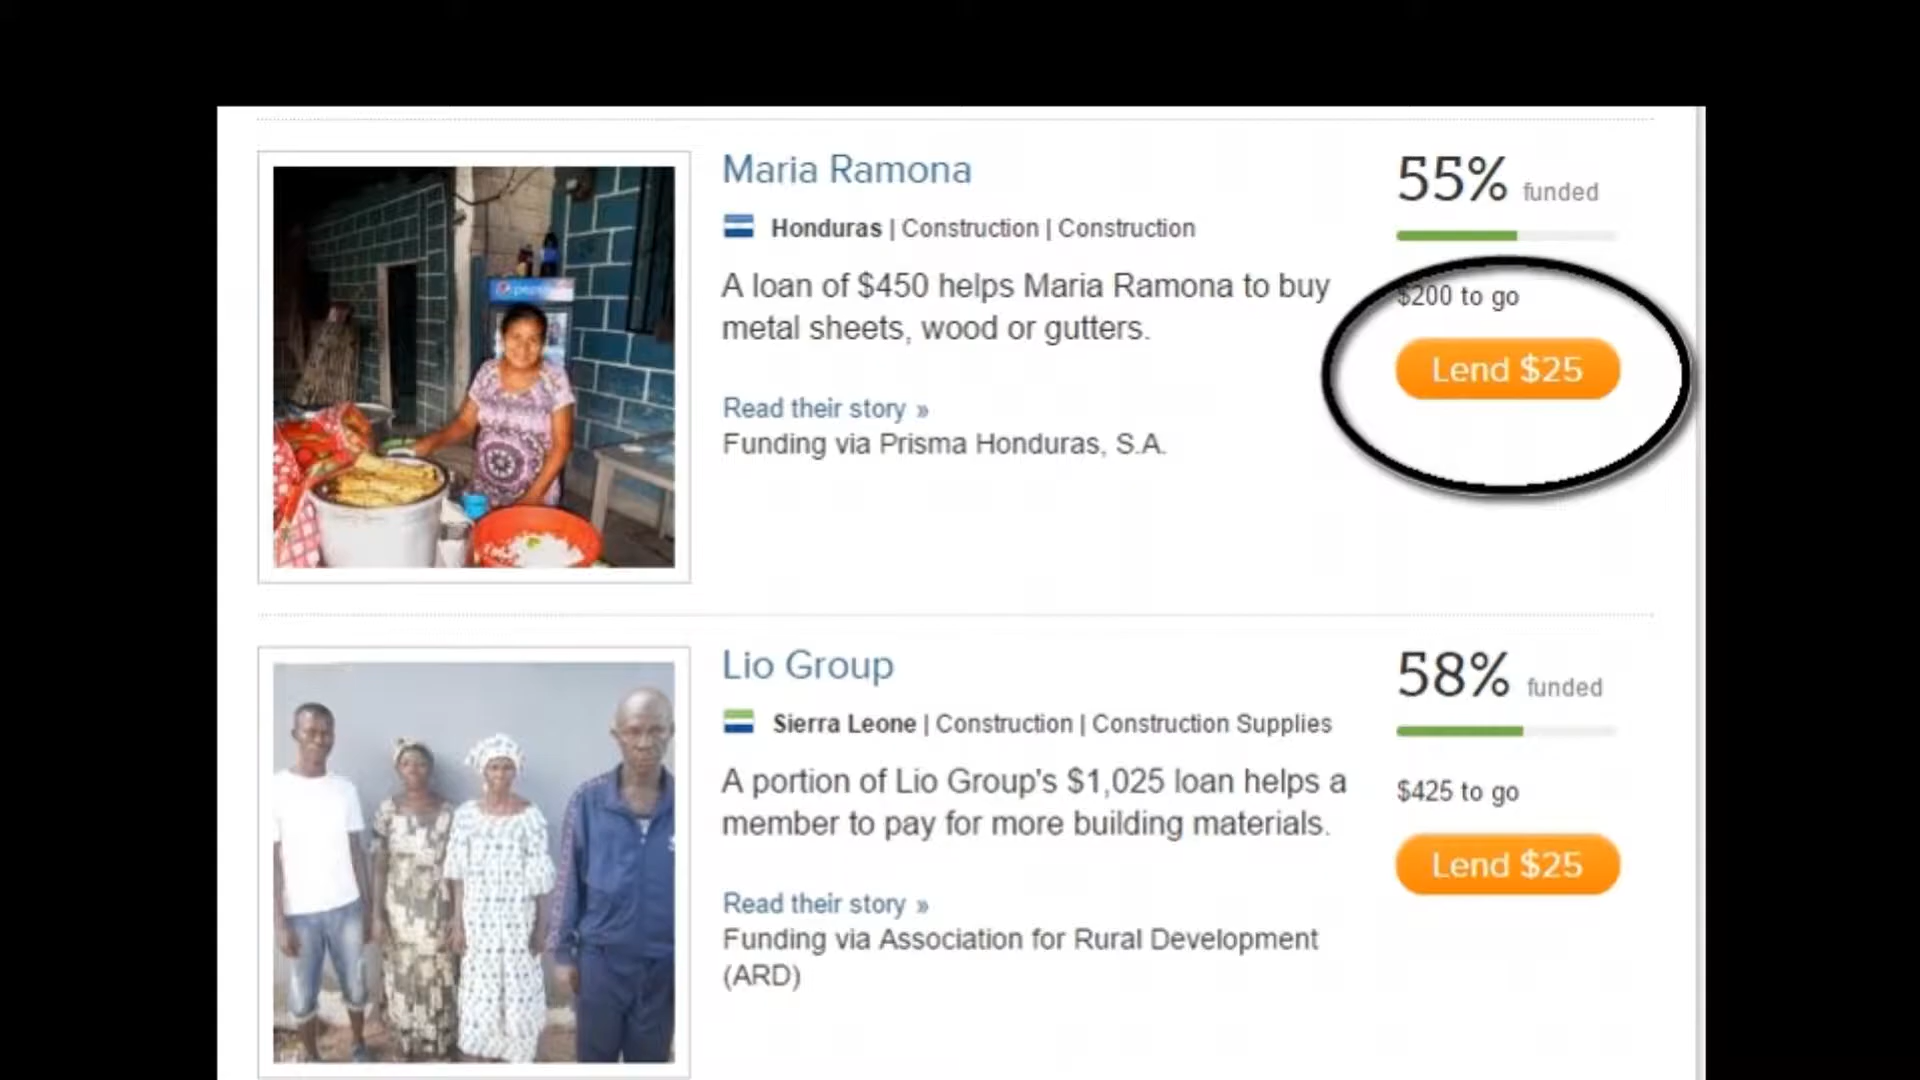 Maria Ramona
Honduras | Construction | Construction
A loan of $450 helps Maria Ramona to buy
metal sheets, wood or gutters.
Read their story »
Funding via Prisma Honduras, S.A.
55% funded
$200 to go
Lend $25
pepsi
Lio Group
Sierra Leone | Construction | Construction Supplies
A portion of Lio Group's $1,025 loan helps a
member to pay for more building materials.
Read their story »
Funding via Association for Rural Development
(ARD)
58% funded
$425 to go
Lend $25